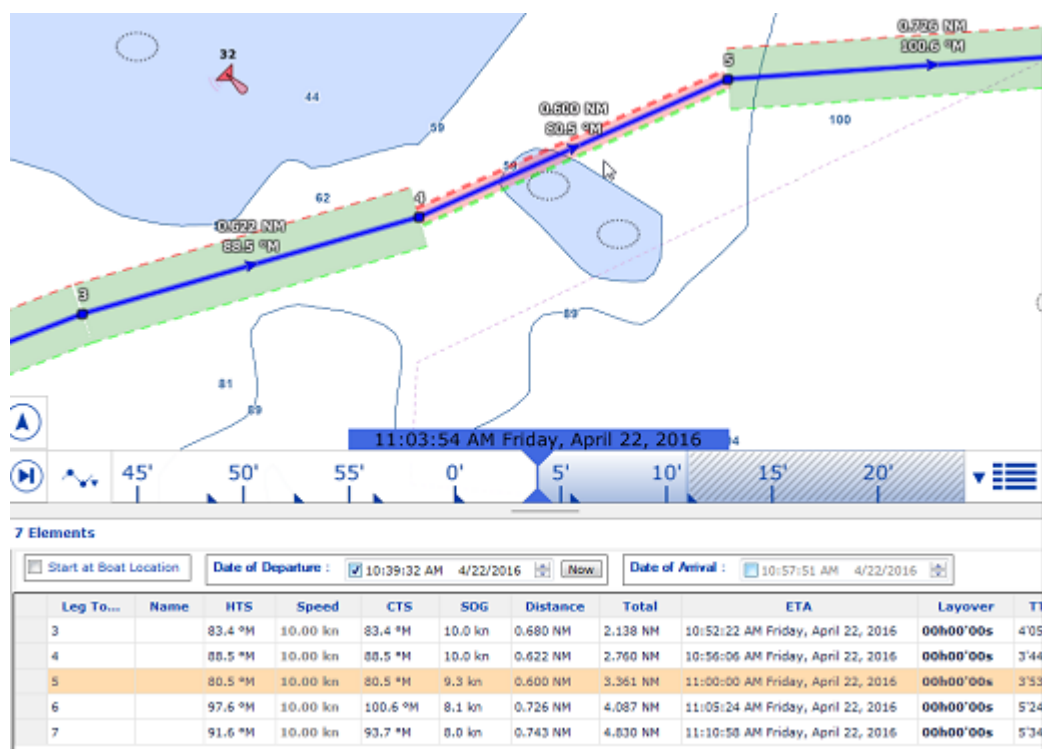 0.726 NM
100.6 °M
32
5
44
0.600 NM
80.5 °M
59
100
59
4
62
0.622 NM
88.5 °M
3
89
81
89
11:03:54 AM Friday, April 22, 2016
45' 50' 55' 0' 5' 10' 15' 20'
7 Elements
Start at Boat Location Date of Departure : 10:39:32 AM 4/22/2016 Now Date of Arrival : 10:57:51 AM 4/22/2016
Leg To... Name HTS Speed CTS SOG Distance Total ETA Layover
3 83.4 °M 10.00 kn 83.4 °M 10.0 kn 0.680 NM 2.138 NM 10:52:22 AM Friday, April 22, 2016 00h00'00s 4'05
4 88.5 °M 10.00 kn 88.5 °M 10.0 kn 0.622 NM 2.760 NM 10:56:06 AM Friday, April 22, 2016 00h00'00s 3'44
5 80.5 °M 10.00 kn 80.5 °M 9.3 kn 0.600 NM 3.361 NM 11:00:00 AM Friday, April 22, 2016 00h00'00s 3'53
6 97.6 °M 10.00 kn 100.6 °M 8.1 kn 0.726 NM 4.087 NM 11:05:24 AM Friday, April 22, 2016 00h00'00s 5'24
7 91.6 °M 10.00 kn 93.7 °M 8.0 kn 0.743 NM 4.830 NM 11:10:58 AM Friday, April 22, 2016 00h00'00s 5'34